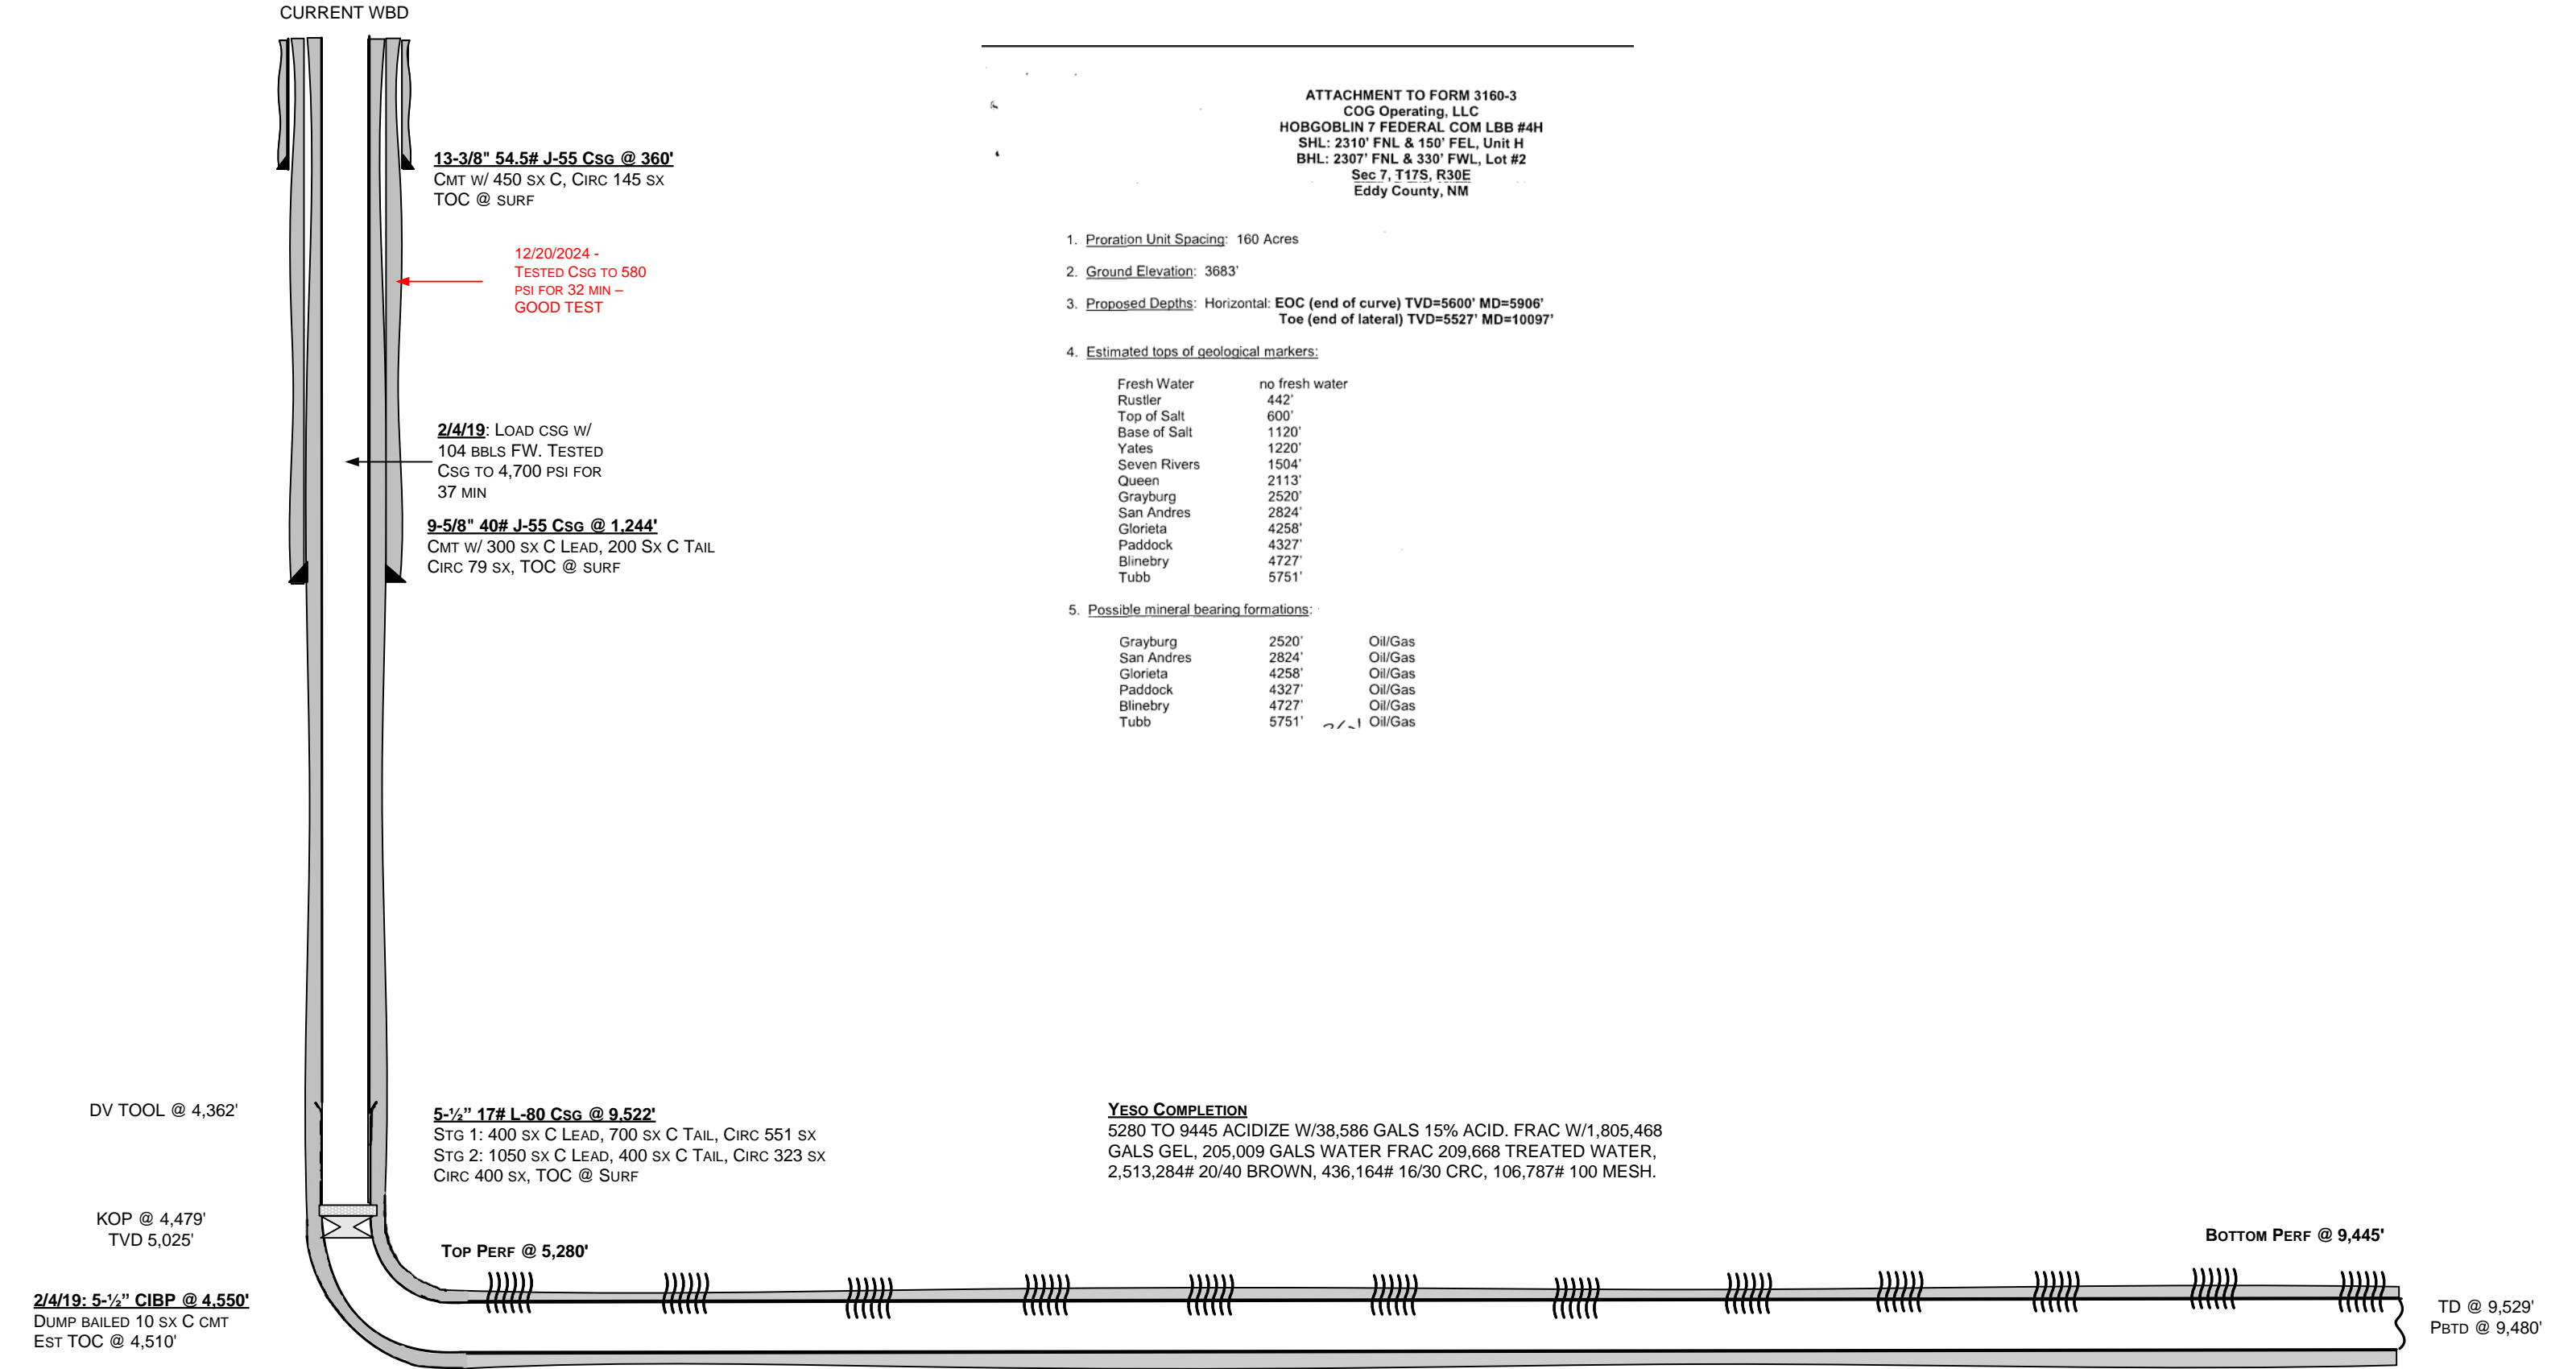 CURRENT WBD
13-3/8" 54.5# J-55 CSG @ 360'
CMT W/ 450 SX C, CIRC 145 SX
TOC @ SURF
12/20/2024 -
TESTED CSG TO 580
PSI FOR 32 MIN –
GOOD TEST
2/4/19: LOAD CSG W/
104 BBLS FW. TESTED
CSG TO 4,700 PSI FOR
37 MIN
9-5/8" 40# J-55 CSG @ 1,244'
CMT W/ 300 SX C LEAD, 200 SX C TAIL
CIRC 79 SX, TOC @ SURF
ATTACHMENT TO FORM 3160-3
COG Operating, LLC
HOBGOBLIN 7 FEDERAL COM LBB #4H
SHL: 2310' FNL & 150' FEL, Unit H
BHL: 2307' FNL & 330' FWL, Lot #2
Sec 7, T17S, R30E
Eddy County, NM
1. Proration Unit Spacing: 160 Acres
2. Ground Elevation: 3683'
3. Proposed Depths: Horizontal: EOC (end of curve) TVD=5600' MD=5906'
Toe (end of lateral) TVD=5527' MD=10097'
4. Estimated tops of geological markers:
Fresh Water no fresh water
Rustler 442'
Top of Salt 600'
Base of Salt 1120'
Yates 1220'
Seven Rivers 1504'
Queen 2113'
Grayburg 2520'
San Andres 2824'
Glorieta 4258'
Paddock 4327'
Blinebry 4727'
Tubb 5751'
5. Possible mineral bearing formations:
Grayburg 2520' Oil/Gas
San Andres 2824' Oil/Gas
Glorieta 4258' Oil/Gas
Paddock 4327' Oil/Gas
Blinebry 4727' Oil/Gas
Tubb 5751' Oil/Gas
DV TOOL @ 4,362'
5-½” 17# L-80 CSG @ 9,522'
STG 1: 400 SX C LEAD, 700 SX C TAIL, CIRC 551 SX
STG 2: 1050 SX C LEAD, 400 SX C TAIL, CIRC 323 SX
CIRC 400 SX, TOC @ SURF
YESO COMPLETION
5280 TO 9445 ACIDIZE W/38,586 GALS 15% ACID. FRAC W/1,805,468
GALS GEL, 205,009 GALS WATER FRAC 209,668 TREATED WATER,
2,513,284# 20/40 BROWN, 436,164# 16/30 CRC, 106,787# 100 MESH.
KOP @ 4,479'
TVD 5,025'
TOP PERF @ 5,280'
BOTTOM PERF @ 9,445'
2/4/19: 5-½” CIBP @ 4,550'
DUMP BAILED 10 SX C CMT
EST TOC @ 4,510'
TD @ 9,529'
PBTD @ 9,480'